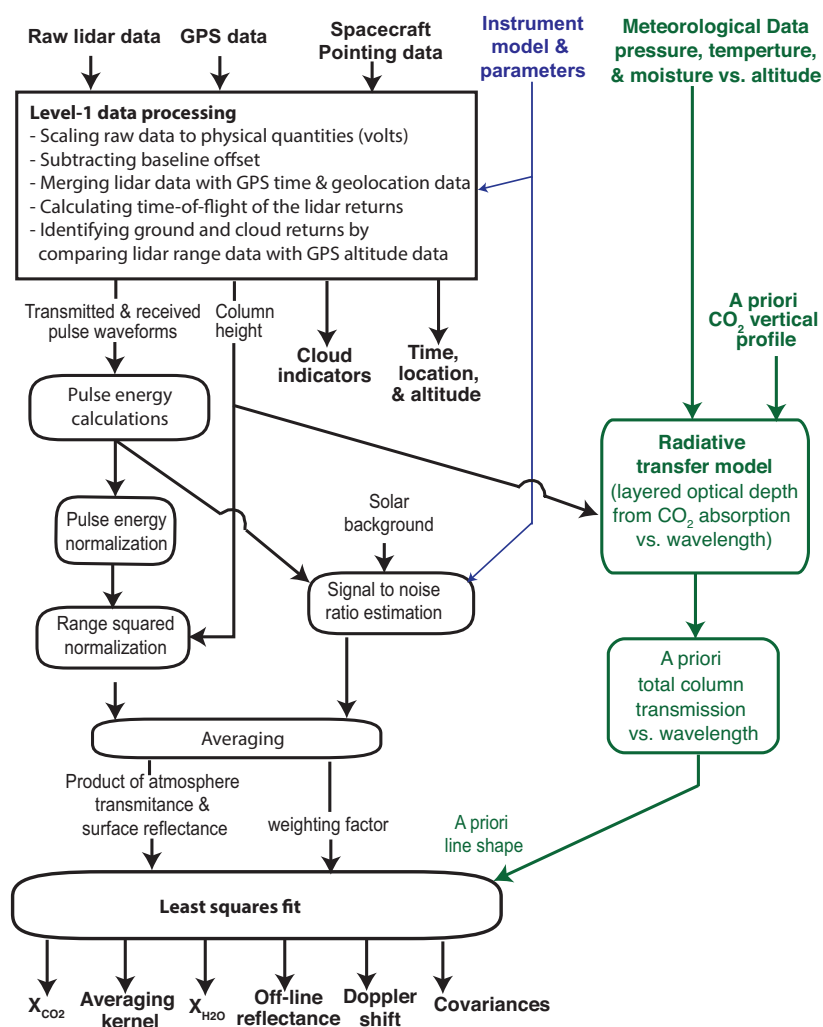 Raw lidar data
GPS data
Spacecraft
Pointing data
Instrument
model &
parameters
Meteorological Data
pressure, temperture,
& moisture vs. altitude
Level-1 data processing
- Scaling raw data to physical quantities (volts)
- Subtracting baseline offset
- Merging lidar data with GPS time & geolocation data
- Calculating time-of-flight of the lidar returns
- Identifying ground and cloud returns by
comparing lidar range data with GPS altitude data
Transmitted & received
pulse waveforms
Column
height
Cloud
indicators
Time,
location,
& altitude
A priori
CO2 vertical
profile
Pulse energy
calculations
Radiative
transfer model
(layered optical depth
from CO2 absorption
vs. wavelength)
Pulse energy
normalization
Solar
background
Signal to noise
ratio estimation
Range squared
normalization
A priori
total column
transmission
vs. wavelength
Averaging
Product of atmosphere
transmitance &
surface reflectance
weighting factor
A priori
line shape
Least squares fit
XCO2
Averaging
kernel
XH2O
Off-line
reflectance
Doppler
shift
Covariances